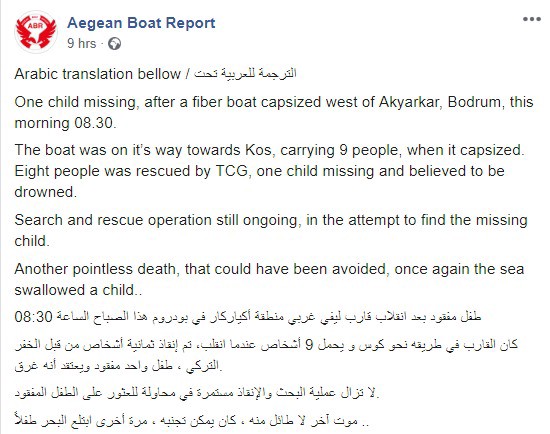 ABR
Aegean Boat Report
9 hrs ·
Arabic translation bellow / الترجمة للعربية تحت
One child missing, after a fiber boat capsized west of Akyarkar, Bodrum, this
morning 08.30.
The boat was on it's way towards Kos, carrying 9 people, when it capsized.
Eight people was rescued by TCG, one child missing and believed to be
drowned.
Search and rescue operation still ongoing, in the attempt to find the missing
child.
Another pointless death, that could have been avoided, once again the sea
swallowed a child..
طفل مفقود بعد انقلاب قارب ليفي غربي منطقة أكياركار في بودروم هذا الصباح الساعة 08:30
كان القارب في طريقه نحو كوس و يحمل 9 أشخاص عندما انقلب، تم إنقاذ ثمانية أشخاص من قبل الخفر
التركي ، طفل واحد مفقود ويعتقد أنه غرق.
لا تزال عملية البحث والإنقاذ مستمرة في محاولة للعثور على الطفل المفقود.
موت آخر لا طائل منه ، كان يمكن تجنبه ، مرة أخرى ابتلع البحر طفلاً ..